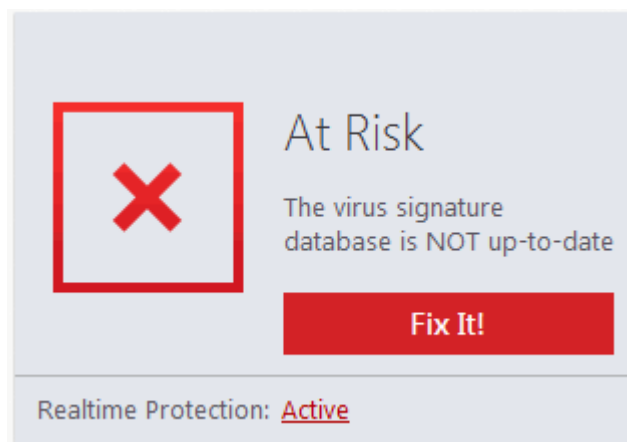 At Risk
The virus signature
database is NOT up-to-date
Fix It!
Realtime Protection: Active